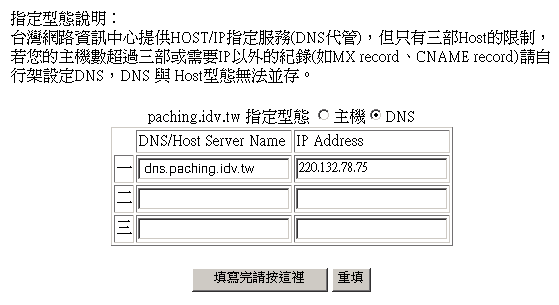 指定型態說明：
台灣網路資訊中心提供HOST/IP指定服務(DNS代管)，但只有三部Host的限制，
若您的主機數超過三部或需要IP以外的紀錄(如MX record、CNAME record)請自
行架設定DNS，DNS 與 Host型態無法並存。
paching.idv.tw 指定型態 主機 DNS
DNS/Host Server Name IP Address
一 dns.paching.idv.tw 220.132.78.75
二
三
填寫完請按這裡 重填